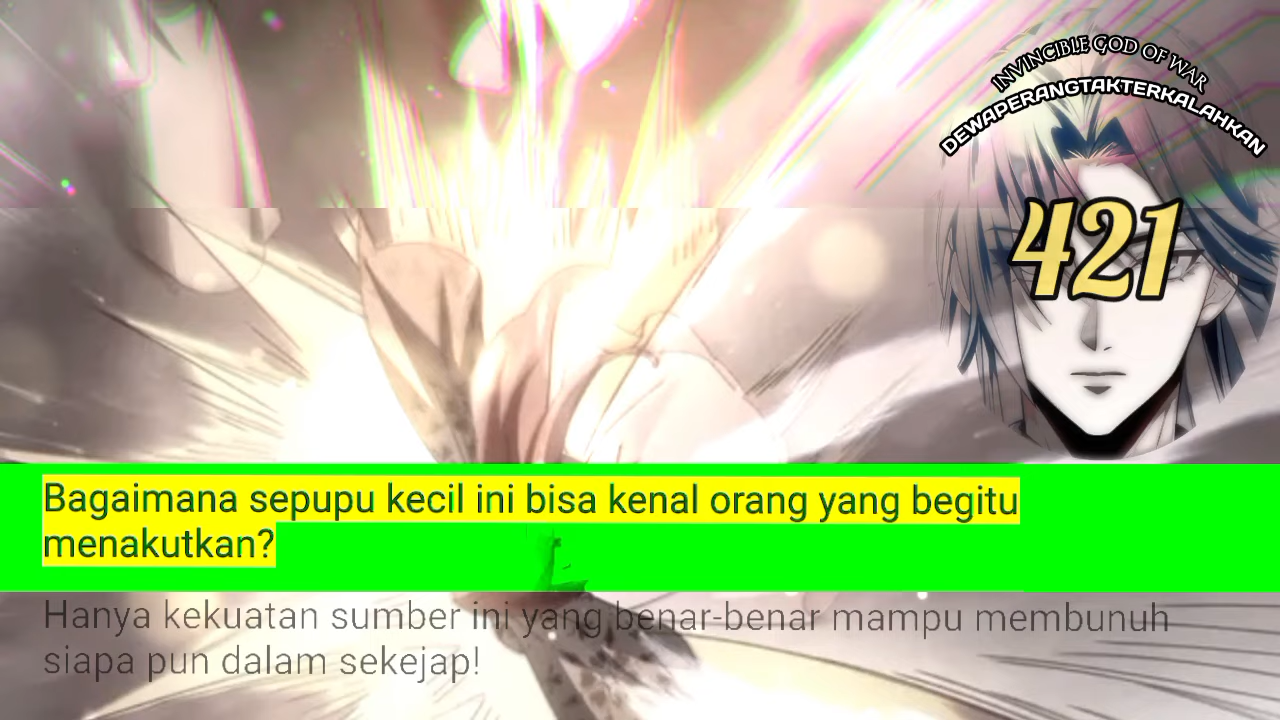 INVINCIBLE GOD OF WAR
DEWAPERANGTAKTERKALAHKAN
421
Bagaimana sepupu kecil ini bisa kenal orang yang begitu
menakutkan?
Hanya kekuatan sumber ini yang benar-benar mampu membunuh
siapa pun dalam sekejap!